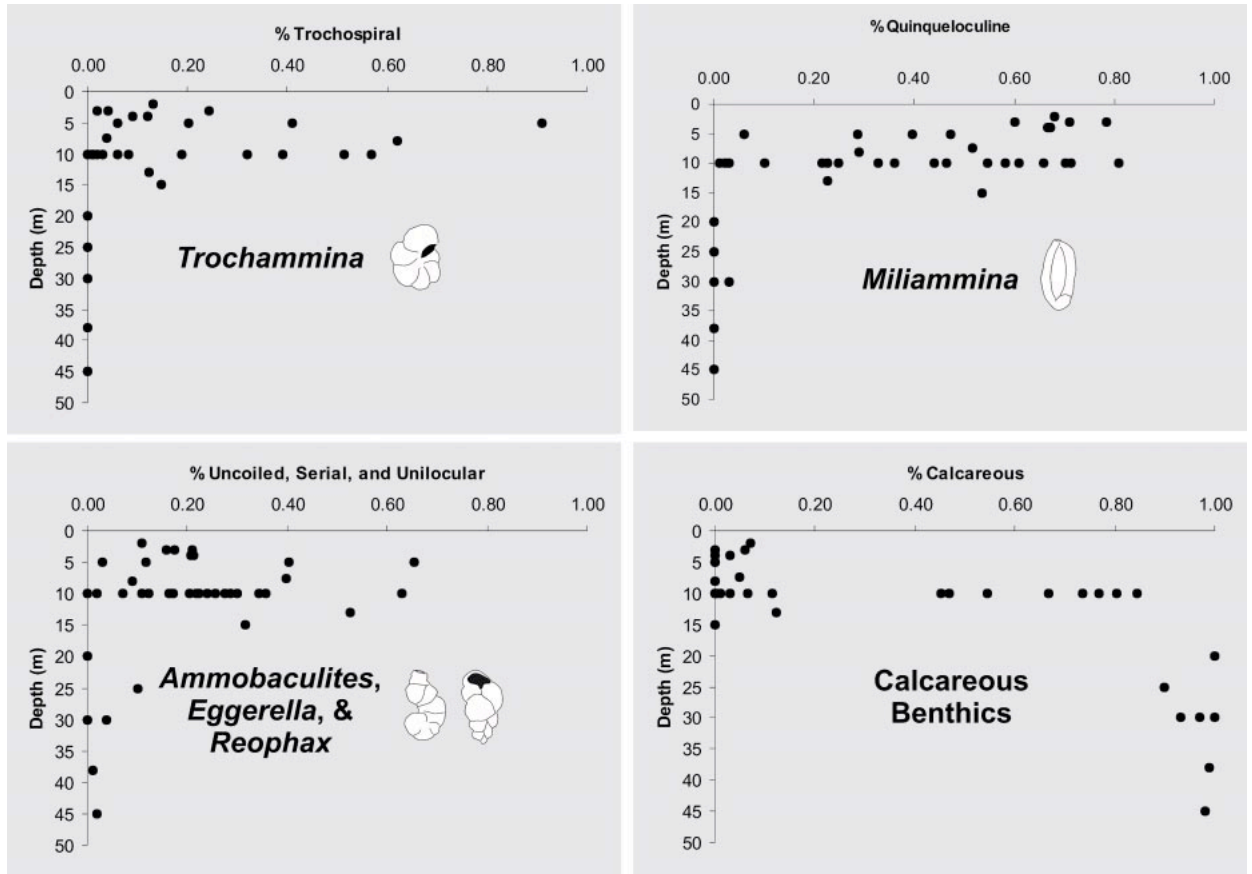 % Trochospiral
0.00 0.20 0.40 0.60 0.80 1.00
0
5
10
15
20
25
30
35
40
45
50
Depth (m)
Trochammina
% Quinqueloculine
0.00 0.20 0.40 0.60 0.80 1.00
0
5
10
15
20
25
30
35
40
45
50
Depth (m)
Miliammina
% Uncoiled, Serial, and Unilocular
0.00 0.20 0.40 0.60 0.80 1.00
0
5
10
15
20
25
30
35
40
45
50
Depth (m)
Ammobaculites,
Eggerella, &
Reophax
% Calcareous
0.00 0.20 0.40 0.60 0.80 1.00
0
5
10
15
20
25
30
35
40
45
50
Depth (m)
Calcareous
Benthics